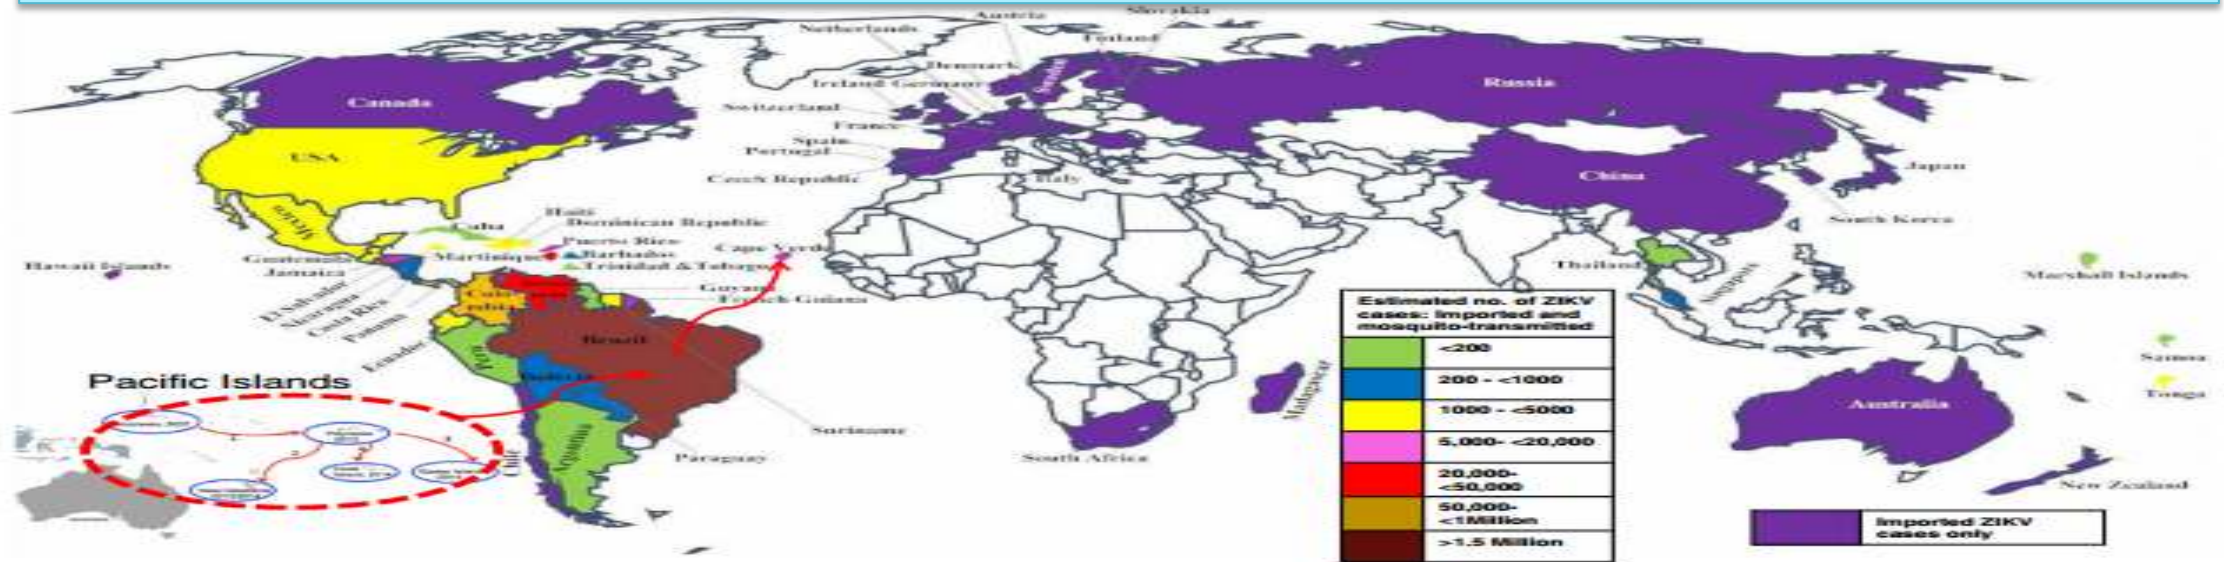 Austria
Slovakia
Netherlands
Finland
Denmark
Ireland Germany
Sweden
Switzerland
France
Spain
Portugal
Czech Republic
Italy
Canada
USA
Mexico
Russia
China
Japan
South Korea
Haiti
Cuba
Dominican Republic
Puerto Rico
Cape Verde
Guatemala
Martinique
Barbados
Jamaica
Trinidad & Tobago
Hawaii Islands
El Salvador
Nicaragua
Costa Rica
Panama
Ecuador
Guyana
French Guiana
Thailand
Marshall Islands
Brazil
Peru
Bolivia
Samoa
Tonga
Madagascar
Suriname
Paraguay
Chile
Argentina
South Africa
Australia
New Zealand
Pacific Islands
Estimated no. of ZIKV
cases: Imported and
mosquito-transmitted
<200
200 - <1000
1000 - <5000
5,000- <20,000
20,000-
<50,000
50,000-
<1Million
>1.5 Million
Imported ZIKV
cases only